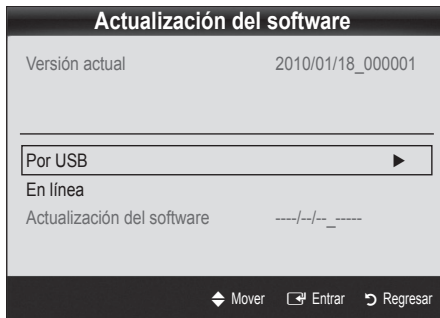 Actualización del software
Versión actual 2010/01/18_000001
Por USB ▶
En línea
Actualización del software ----/--/--_-----
Mover Entrar Regresar